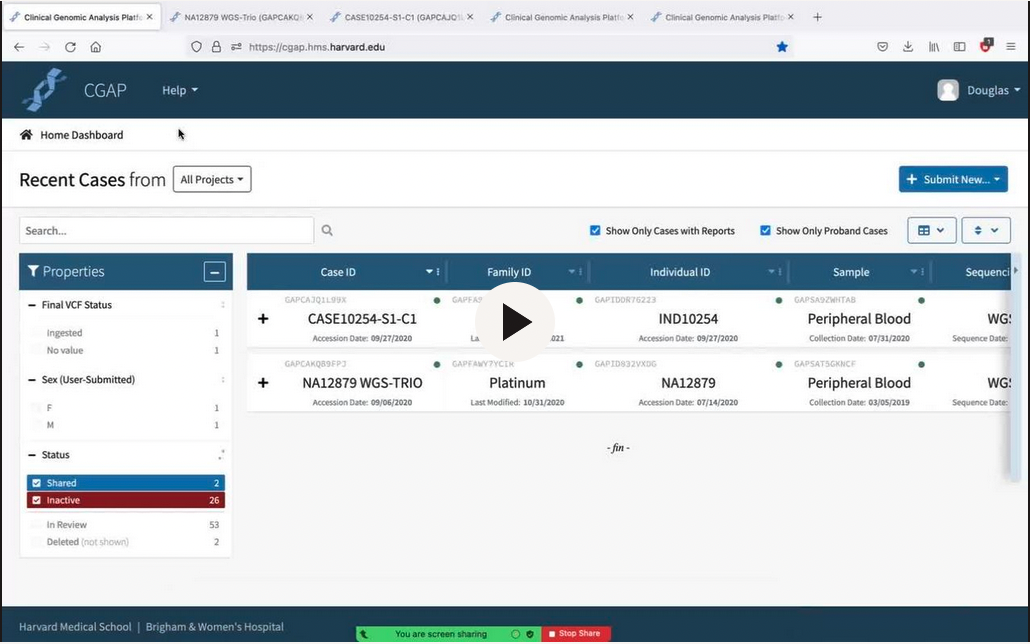 Clinical Genomic Analysis Platfo
NA12879 WGS-Trio (GAPCAKQ
CASE10254-S1-C1 (GAPCAJQ1
Clinical Genomic Analysis Platfo
Clinical Genomic Analysis Platfo
https://cgap.hms.harvard.edu
CGAP
Help
Douglas
Home Dashboard
Recent Cases from
All Projects
+ Submit New...
Search...
Show Only Cases with Reports
Show Only Proband Cases
Properties
Case ID
Family ID
Individual ID
Sample
Sequenci
Final VCF Status
Ingested 1
No value 1
Sex (User-Submitted)
F 1
M 1
Status
Shared 2
Inactive 26
In Review 53
Deleted (not shown) 2
GAPCAJQ1L99X
GAPIDDR76223
GAPSA9ZWHTAB
CASE10254-S1-C1
IND10254
Peripheral Blood
WGS
Accession Date: 09/27/2020
2021
Accession Date: 09/27/2020
Collection Date: 07/31/2020
Sequence Date:
GAPCAKQB9FPJ
GAPFAWY7YCIH
GAPID832VXDG
GAPSAT5GKNCF
NA12879 WGS-TRIO
Platinum
NA12879
Peripheral Blood
WGS
Accession Date: 09/06/2020
Last Modified: 10/31/2020
Accession Date: 07/14/2020
Collection Date: 03/05/2019
Sequence Date:
- fin -
Harvard Medical School | Brigham & Women's Hospital
You are screen sharing
Stop Share